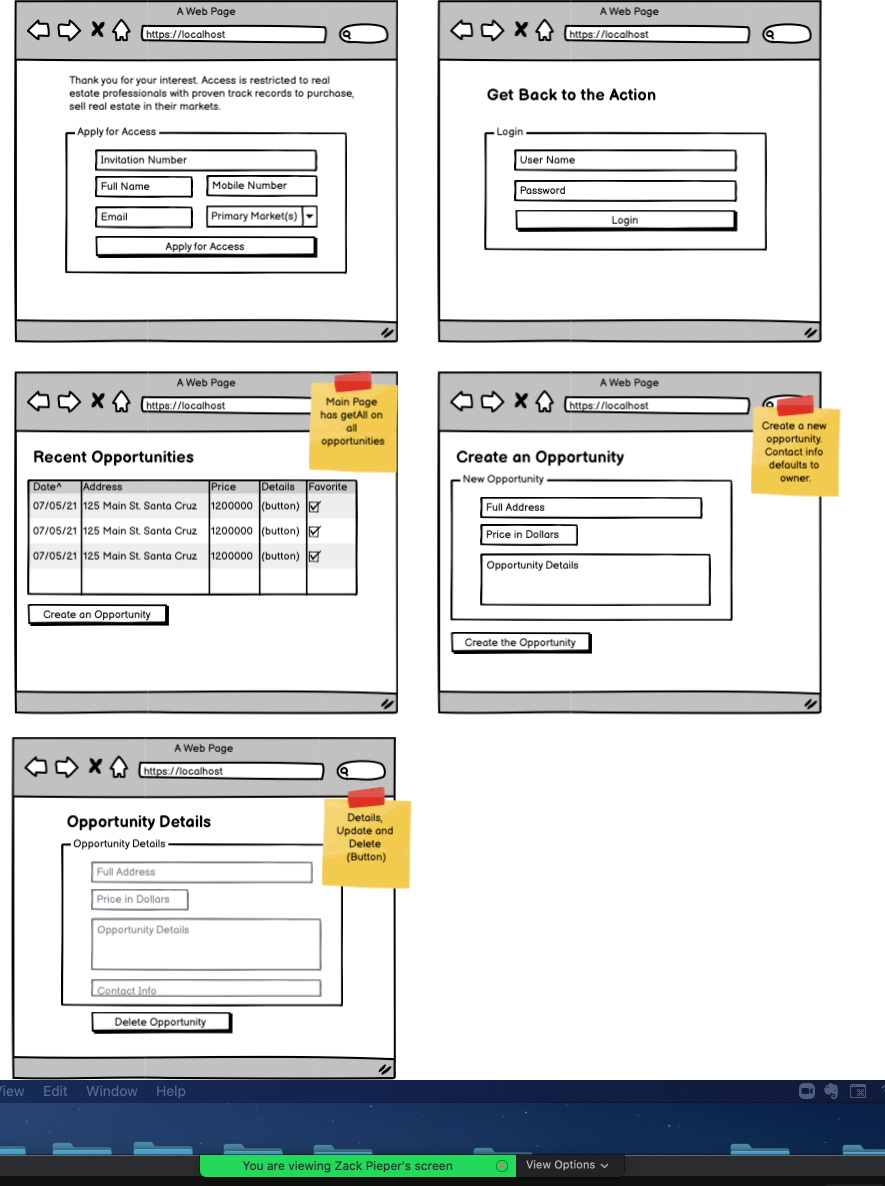 A Web Page
https://localhost
Thank you for your interest. Access is restricted to real
estate professionals with proven track records to purchase,
sell real estate in their markets.
Apply for Access
Invitation Number
Full Name
Mobile Number
Email
Primary Market(s)
Apply for Access
A Web Page
https://localhost
Get Back to the Action
Login
User Name
Password
Login
A Web Page
https://localhost
Main Page
has getAll on
all
opportunities
Recent Opportunities
Date^ Address Price Details Favorite
07/05/21 125 Main St. Santa Cruz 1200000 (button)
07/05/21 125 Main St. Santa Cruz 1200000 (button)
07/05/21 125 Main St. Santa Cruz 1200000 (button)
Create an Opportunity
A Web Page
https://localhost
Create a new
opportunity.
Contact info
defaults to
owner.
Create an Opportunity
New Opportunity
Full Address
Price in Dollars
Opportunity Details
Create the Opportunity
A Web Page
https://localhost
Details,
Update and
Delete
(Button)
Opportunity Details
Opportunity Details
Full Address
Price in Dollars
Opportunity Details
Contact Info
Delete Opportunity
View Edit Window Help
You are viewing Zack Pieper's screen
View Options